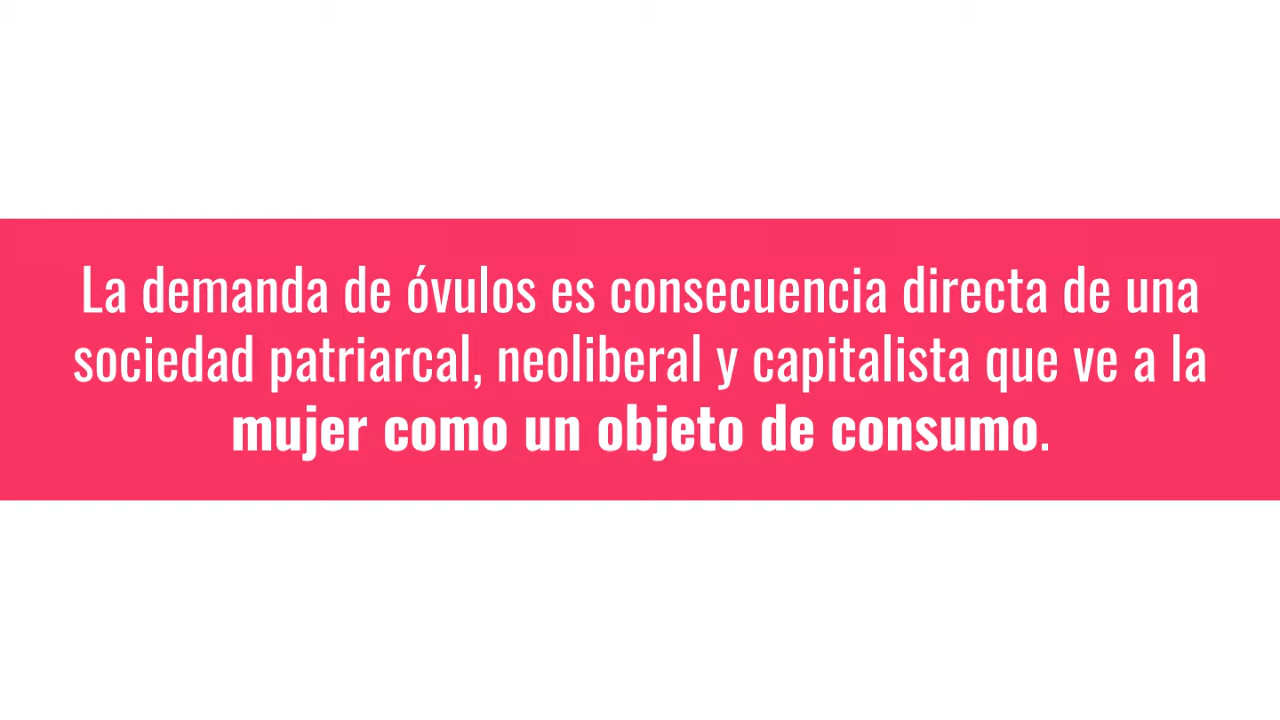 La demanda de óvulos es consecuencia directa de una
sociedad patriarcal, neoliberal y capitalista que ve a la
mujer como un objeto de consumo.